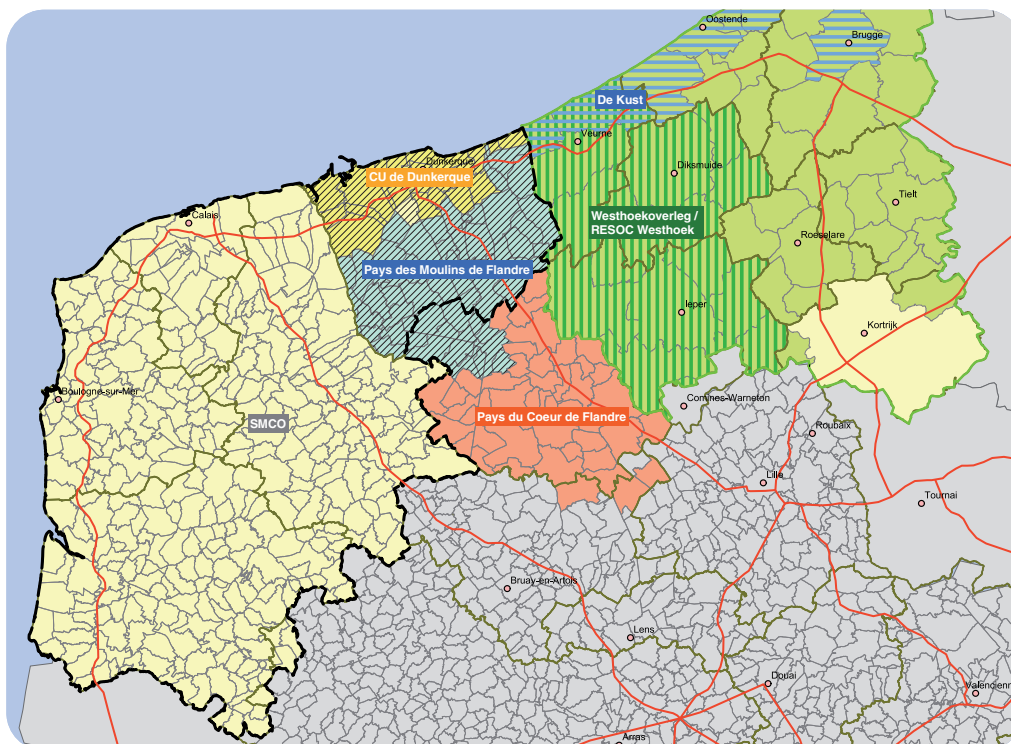 Oostende
Brugge
De Kust
Veurne
Dunkerque
Diksmuide
CU de Dunkerque
Tielt
Calais
Westhoekoverleg /
RESOC Westhoek
Roeselare
Pays des Moulins de Flandre
Ieper
Kortrijk
Boulogne-sur-Mer
Comines-Warneton
Pays du Coeur de Flandre
SMCO
Roubaix
Lille
Tournai
Bruay-en-Artois
Lens
Douai
Valencienn
Arras